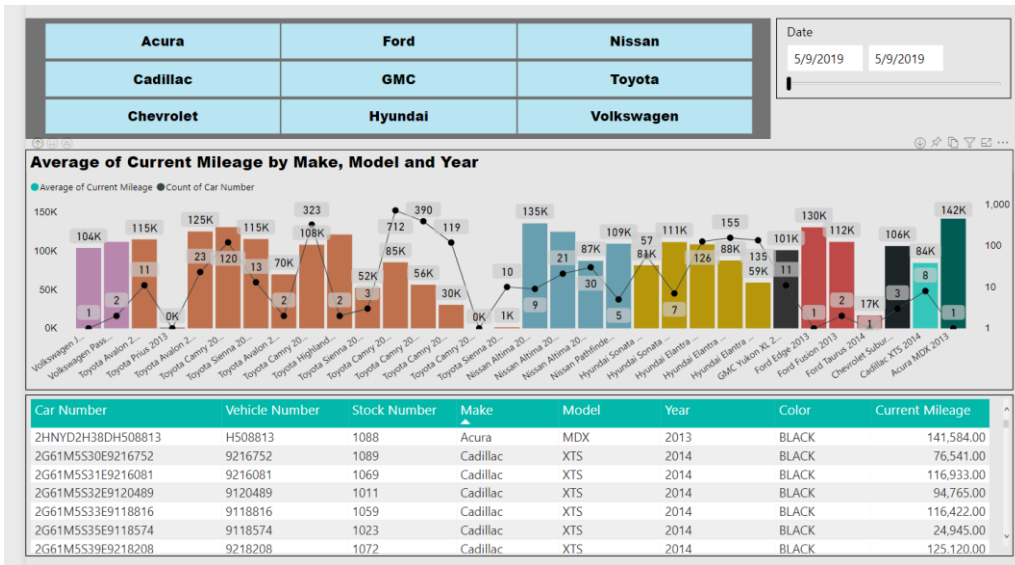 Acura Ford Nissan
Cadillac GMC Toyota
Chevrolet Hyundai Volkswagen
Date
5/9/2019 5/9/2019
Average of Current Mileage by Make, Model and Year
Average of Current Mileage Count of Car Number
150K
100K
50K
0K
1,000
100
10
1
104K 115K 125K 115K 70K 108K 52K 85K 56K 30K 0K 1K 135K 87K 109K 81K 111K 88K 59K 101K 130K 112K 17K 106K 84K 142K
1 2 11 0K 23 120 13 2 323 2 3 712 390 119 10 9 21 30 5 57 7 126 155 135 11 1 2 1 3 8 1
Volkswagen J...
Volkswagen Pass...
Toyota Avalon 2...
Toyota Prius 2013
Toyota Avalon 2...
Toyota Camry 20...
Toyota Sienna 20...
Toyota Avalon 2...
Toyota Camry 20...
Toyota Highland...
Toyota Sienna 20...
Toyota Camry 20...
Toyota Camry 20...
Toyota Camry 20...
Toyota Sienna 20...
Nissan Altima 20...
Nissan Altima 20...
Nissan Altima 20...
Nissan Pathfinde...
Hyundai Sonata ...
Hyundai Sonata ...
Hyundai Elantra ...
Hyundai Elantra ...
Hyundai Elantra ...
GMC Yukon XL 2...
Ford Edge 2013
Ford Fusion 2013
Ford Taurus 2014
Chevrolet Subur...
Cadillac XTS 2014
Acura MDX 2013
Car Number Vehicle Number Stock Number Make Model Year Color Current Mileage
2HNYD2H38DH508813 H508813 1088 Acura MDX 2013 BLACK 141,584.00
2G61M5S30E9216752 9216752 1089 Cadillac XTS 2014 BLACK 76,541.00
2G61M5S31E9216081 9216081 1069 Cadillac XTS 2014 BLACK 116,933.00
2G61M5S32E9120489 9120489 1011 Cadillac XTS 2014 BLACK 94,765.00
2G61M5S33E9118816 9118816 1059 Cadillac XTS 2014 BLACK 116,422.00
2G61M5S35E9118574 9118574 1023 Cadillac XTS 2014 BLACK 24,945.00
2G61M5S39E9218208 9218208 1072 Cadillac XTS 2014 BLACK 125,120.00